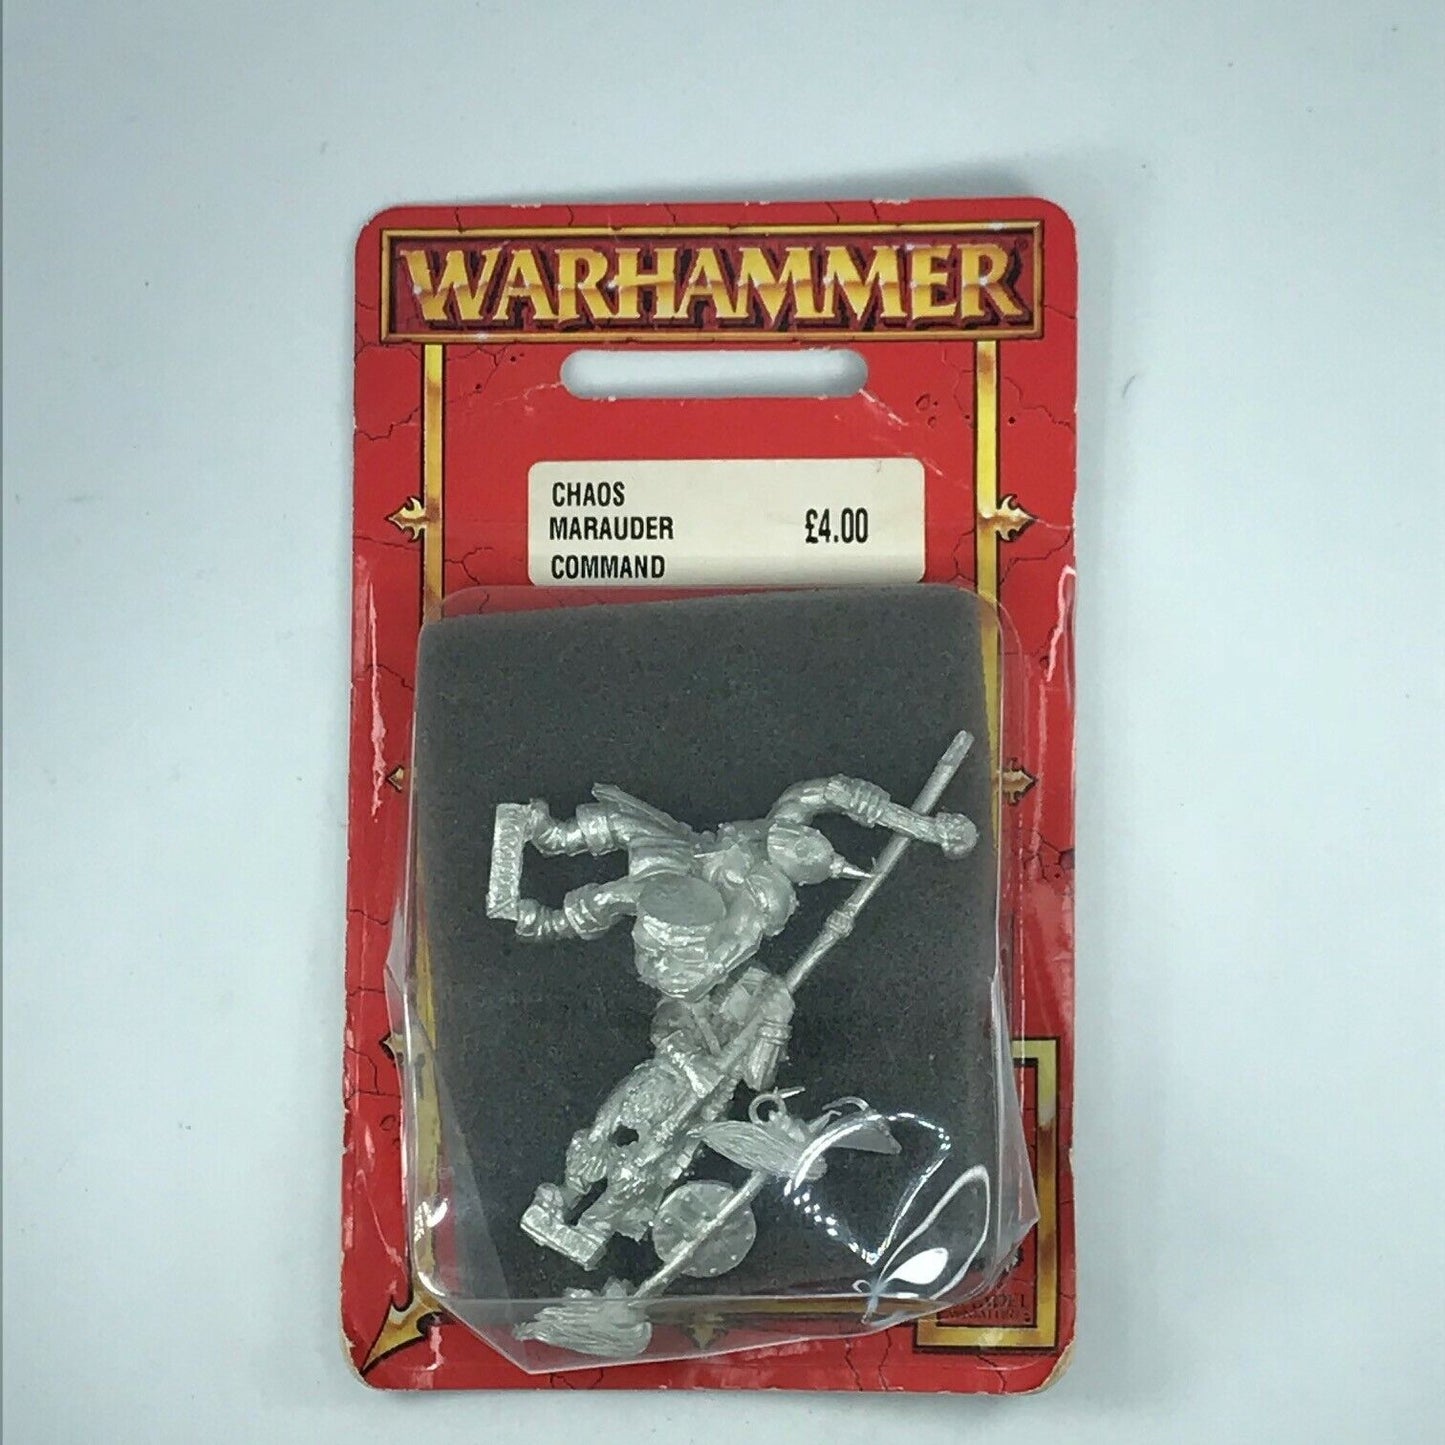 WARHAMMER®
CHAOS
MARAUDER
COMMAND
£4.00